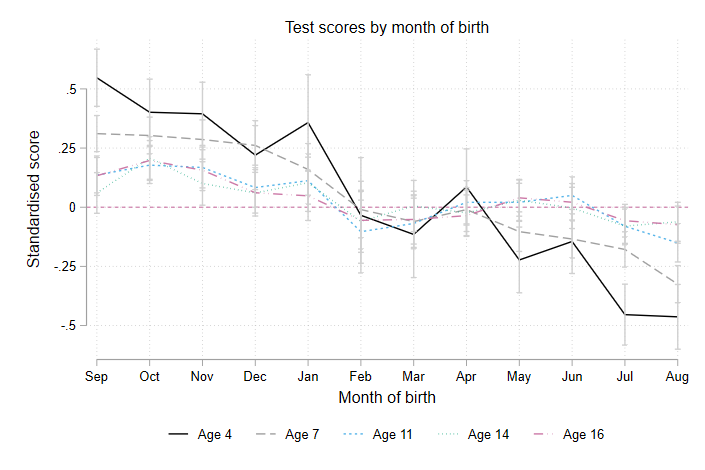 Test scores by month of birth
Standardised score
.5
.25
0
-.25
-.5
Sep Oct Nov Dec Jan Feb Mar Apr May Jun Jul Aug
Month of birth
Age 4 Age 7 Age 11 Age 14 Age 16